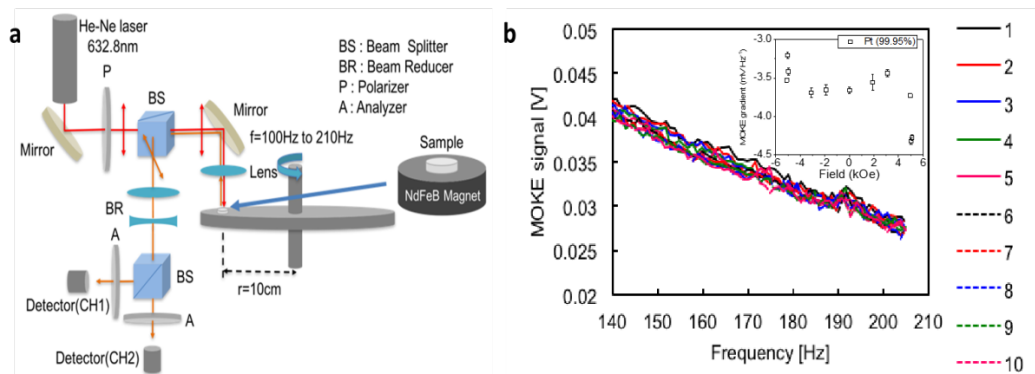 a
He-Ne laser
632.8nm
BS : Beam Splitter
BR : Beam Reducer
P : Polarizer
A : Analyzer
P
BS
Mirror
Mirror
f=100Hz to 210Hz
Lens
Sample
NdFeB Magnet
BR
A
BS
r=10cm
Detector(CH1)
A
Detector(CH2)
b
MOKE signal [V]
0.05
0.045
0.04
0.035
0.03
0.025
0.02
140 150 160 170 180 190 200 210
Frequency [Hz]
MOKE gradient (mV/Hz⁻¹)
-3.0
-3.5
-4.0
-4.5
Pt (99.95%)
-6 -4 -2 0 2 4 6
Field (kOe)
1
2
3
4
5
6
7
8
9
10